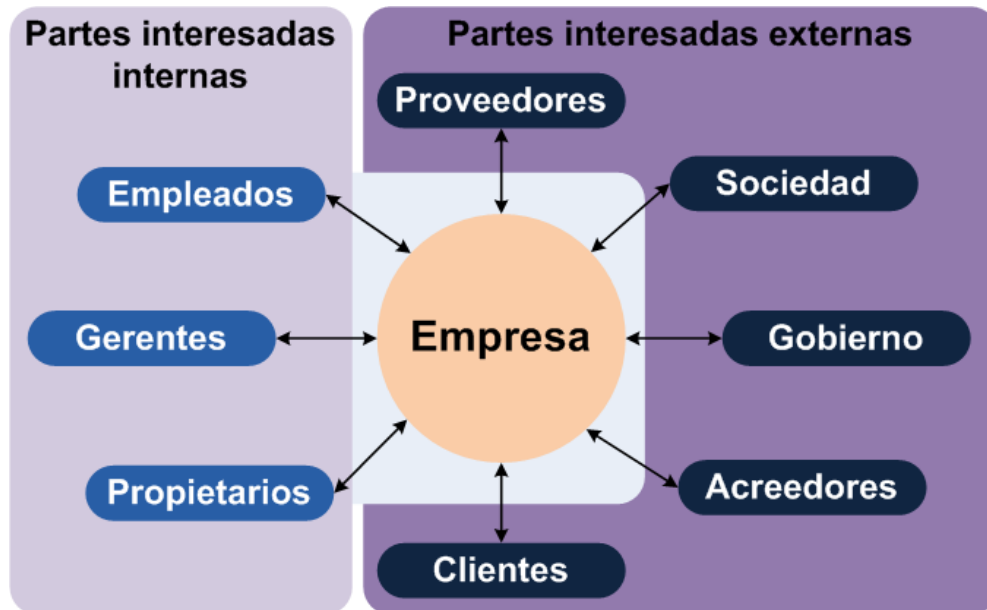 Partes interesadas
internas
Partes interesadas externas
Proveedores
Empleados
Sociedad
Gerentes
Empresa
Gobierno
Propietarios
Acreedores
Clientes